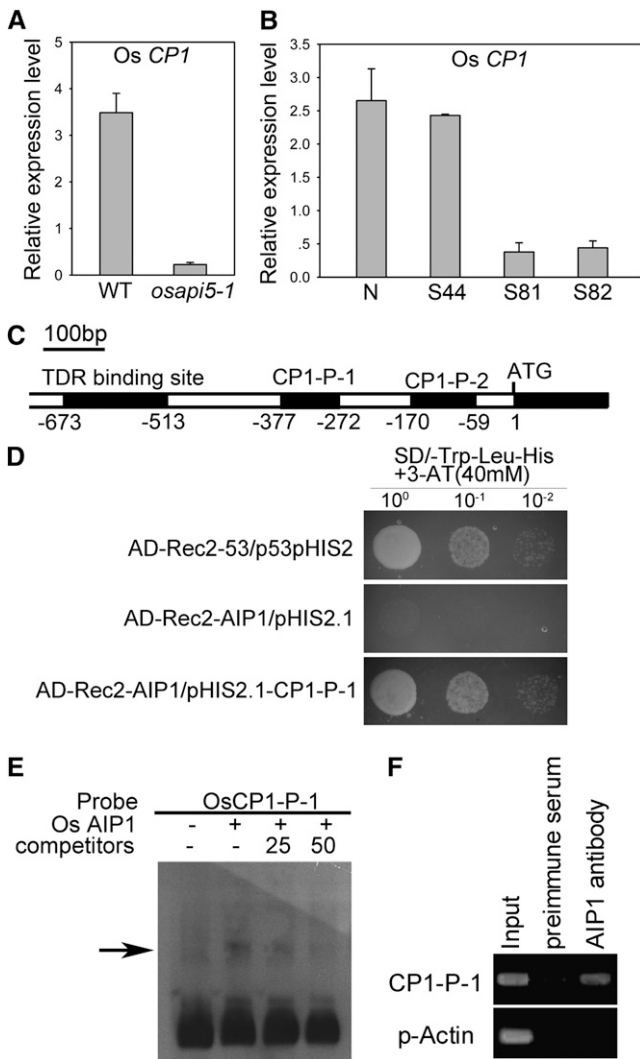 A
Relative expression level
Os CP1
5
4
3
2
1
0
WT
osapi5-1
B
Relative expression level
Os CP1
3.5
3.0
2.5
2.0
1.5
1.0
.5
0.0
N
S44
S81
S82
C
100bp
TDR binding site
CP1-P-1
CP1-P-2
ATG
-673
-513
-377
-272
-170
-59
1
D
SD/-Trp-Leu-His
+3-AT(40mM)
10⁰
10⁻¹
10⁻²
AD-Rec2-53/p53pHIS2
AD-Rec2-AIP1/pHIS2.1
AD-Rec2-AIP1/pHIS2.1-CP1-P-1
E
Probe OsCP1-P-1
Os AIP1 - + + +
competitors - - 25 50
F
Input
preimmune serum
AIP1 antibody
CP1-P-1
p-Actin